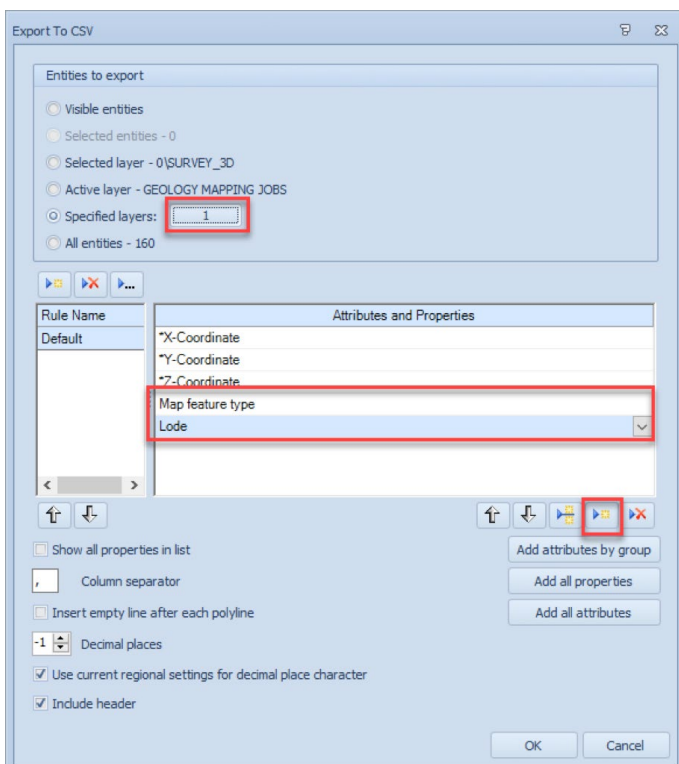 Export To CSV
Entities to export
Visible entities
Selected entities - 0
Selected layer - 0\SURVEY_3D
Active layer - GEOLOGY MAPPING JOBS
Specified layers: 1
All entities - 160
Rule Name
Attributes and Properties
Default
*X-Coordinate
*Y-Coordinate
*Z-Coordinate
Map feature type
Lode
Show all properties in list
Add attributes by group
, Column separator
Add all properties
Insert empty line after each polyline
Add all attributes
-1 Decimal places
Use current regional settings for decimal place character
Include header
OK
Cancel